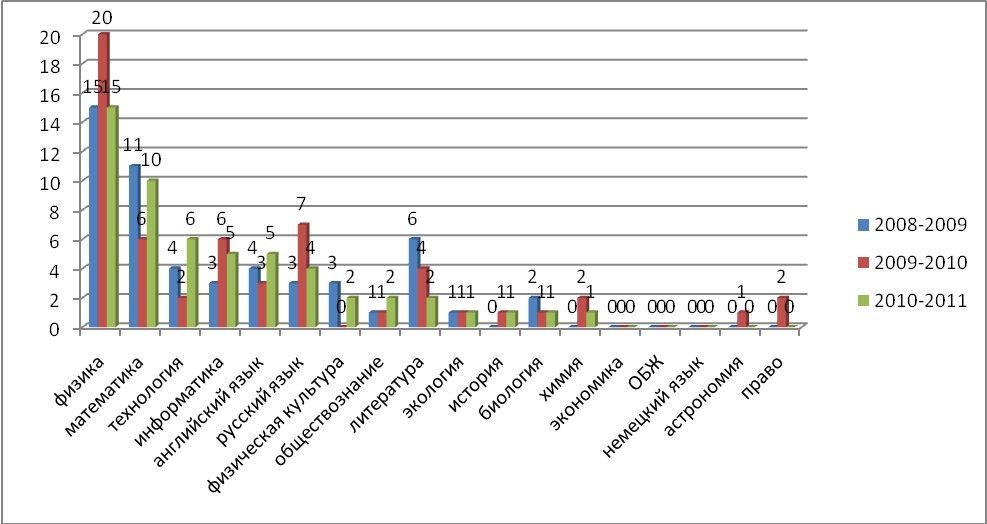 20
18
16
14
12
10
8
6
4
2
0
15 20 15
11 6 10
4 2 6
3 6 5
4 3 5
3 7 4
3 0 2
1 1 2
6 4 2
1 1 1
0 1 1
2 1 1
0 2 1
0 0 0
0 0 0
0 0 0
0 1 0
0 2 0
физика
математика
технология
информатика
английский язык
русский язык
физическая культура
обществознание
литература
экология
история
биология
химия
экономика
ОБЖ
немецкий язык
астрономия
право
2008-2009
2009-2010
2010-2011